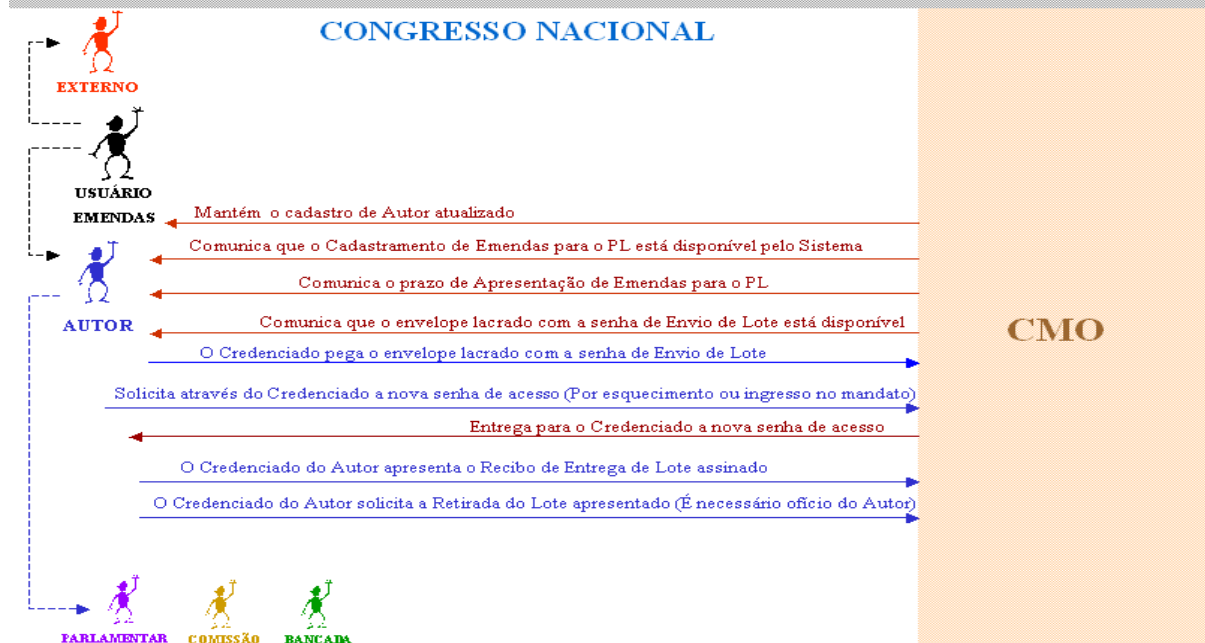 CONGRESSO NACIONAL
EXTERNO
USUÁRIO
EMENDAS
Mantém o cadastro de Autor atualizado
Comunica que o Cadastramento de Emendas para o PL está disponível pelo Sistema
Comunica o prazo de Apresentação de Emendas para o PL
AUTOR
Comunica que o envelope lacrado com a senha de Envio de Lote está disponível
CMO
O Credenciado pega o envelope lacrado com a senha de Envio de Lote
Solicita através do Credenciado a nova senha de acesso (Por esquecimento ou ingresso no mandato)
Entrega para o Credenciado a nova senha de acesso
O Credenciado do Autor apresenta o Recibo de Entrega de Lote assinado
O Credenciado do Autor solicita a Retirada do Lote apresentado (É necessário ofício do Autor)
PARLAMENTAR COMISSÃO BANCADA